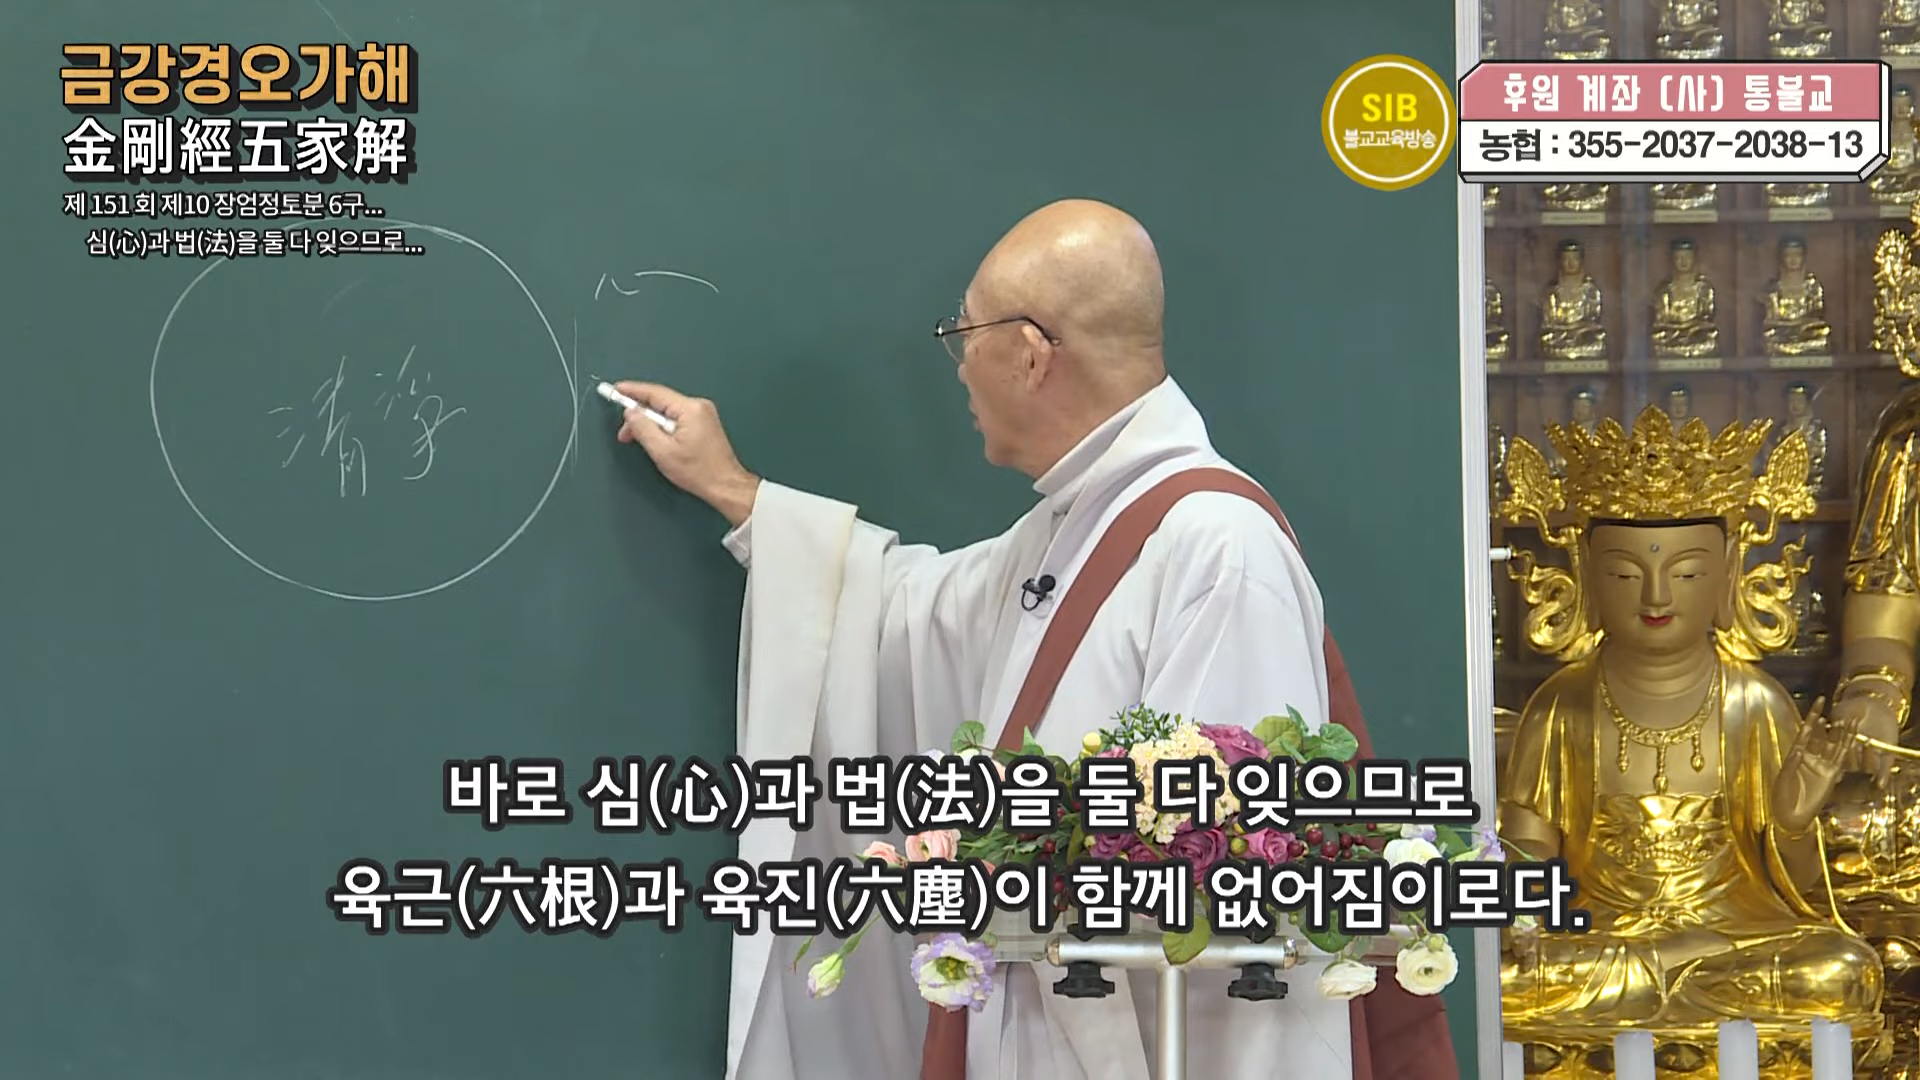 금강경오가해
金剛經五家解
제 151 회 제10 장엄정토분 6구...
심(心)과 법(法)을 둘 다 잊으므로...
SIB
불교교육방송
후원 계좌 (사) 통불교
농협 : 355-2037-2038-13
心
清淨
바로 심(心)과 법(法)을 둘 다 잊으므로
육근(六根)과 육진(六塵)이 함께 없어짐이로다.